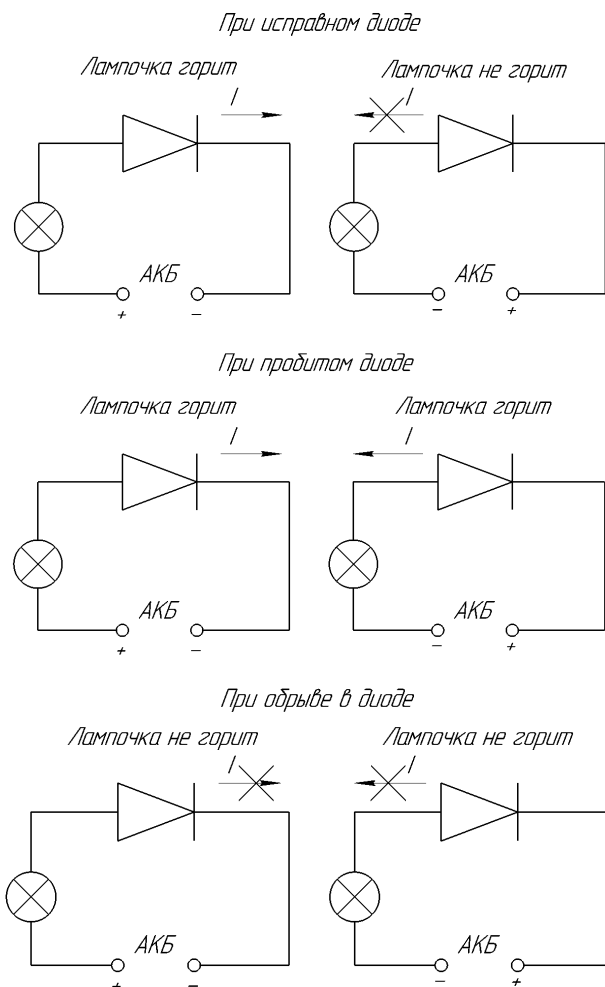 При исправном диоде
Лампочка горит Лампочка не горит
I I
АКБ АКБ
+ − − +
При пробитом диоде
Лампочка горит Лампочка горит
I I
АКБ АКБ
+ − − +
При обрыве в диоде
Лампочка не горит Лампочка не горит
I I
АКБ АКБ
+ − − +